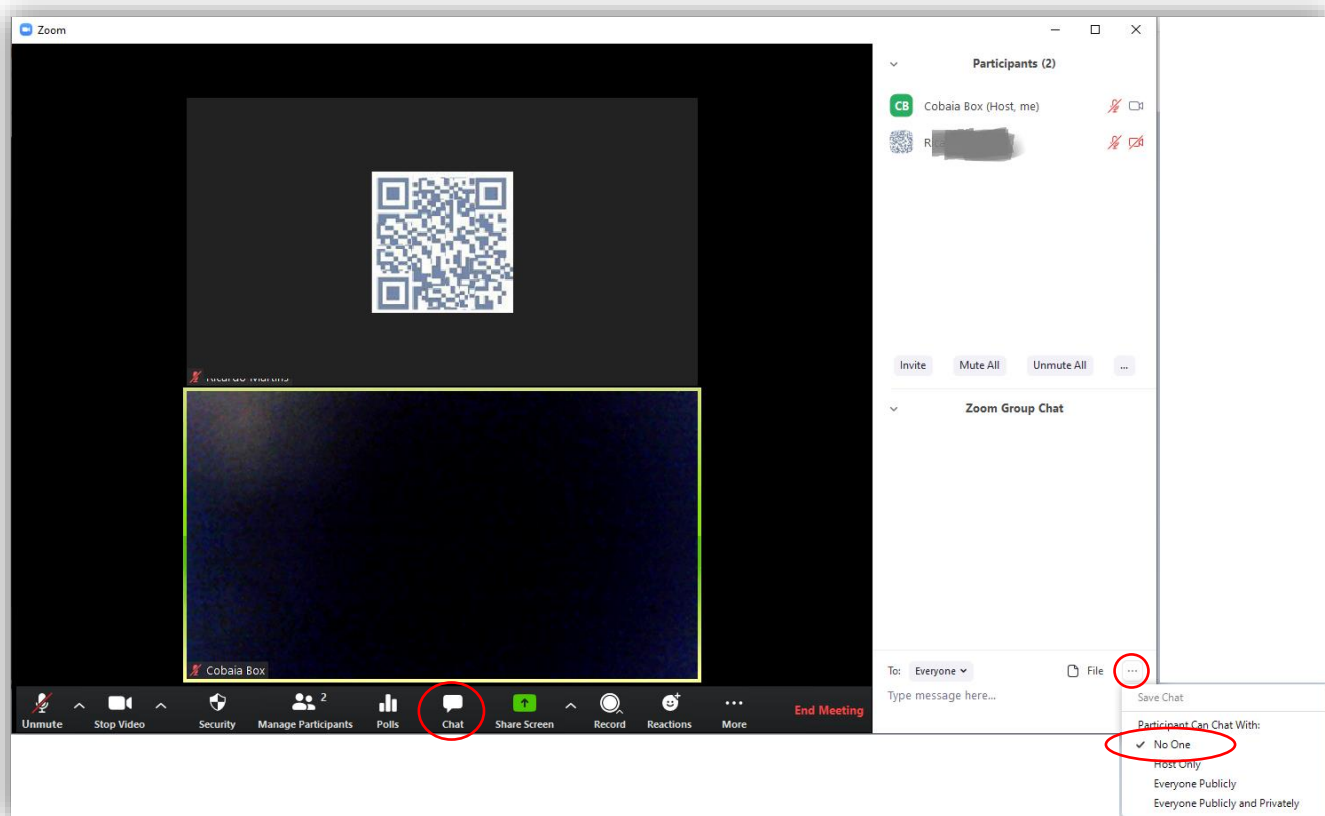 Zoom
Participants (2)
CB Cobaia Box (Host, me)
Invite Mute All Unmute All ...
Zoom Group Chat
Cobaia Box
To: Everyone File ...
Type message here...
Unmute Stop Video Security Manage Participants 2 Polls Chat Share Screen Record Reactions More End Meeting
Save Chat
Participant Can Chat With:
No One
Host Only
Everyone Publicly
Everyone Publicly and Privately